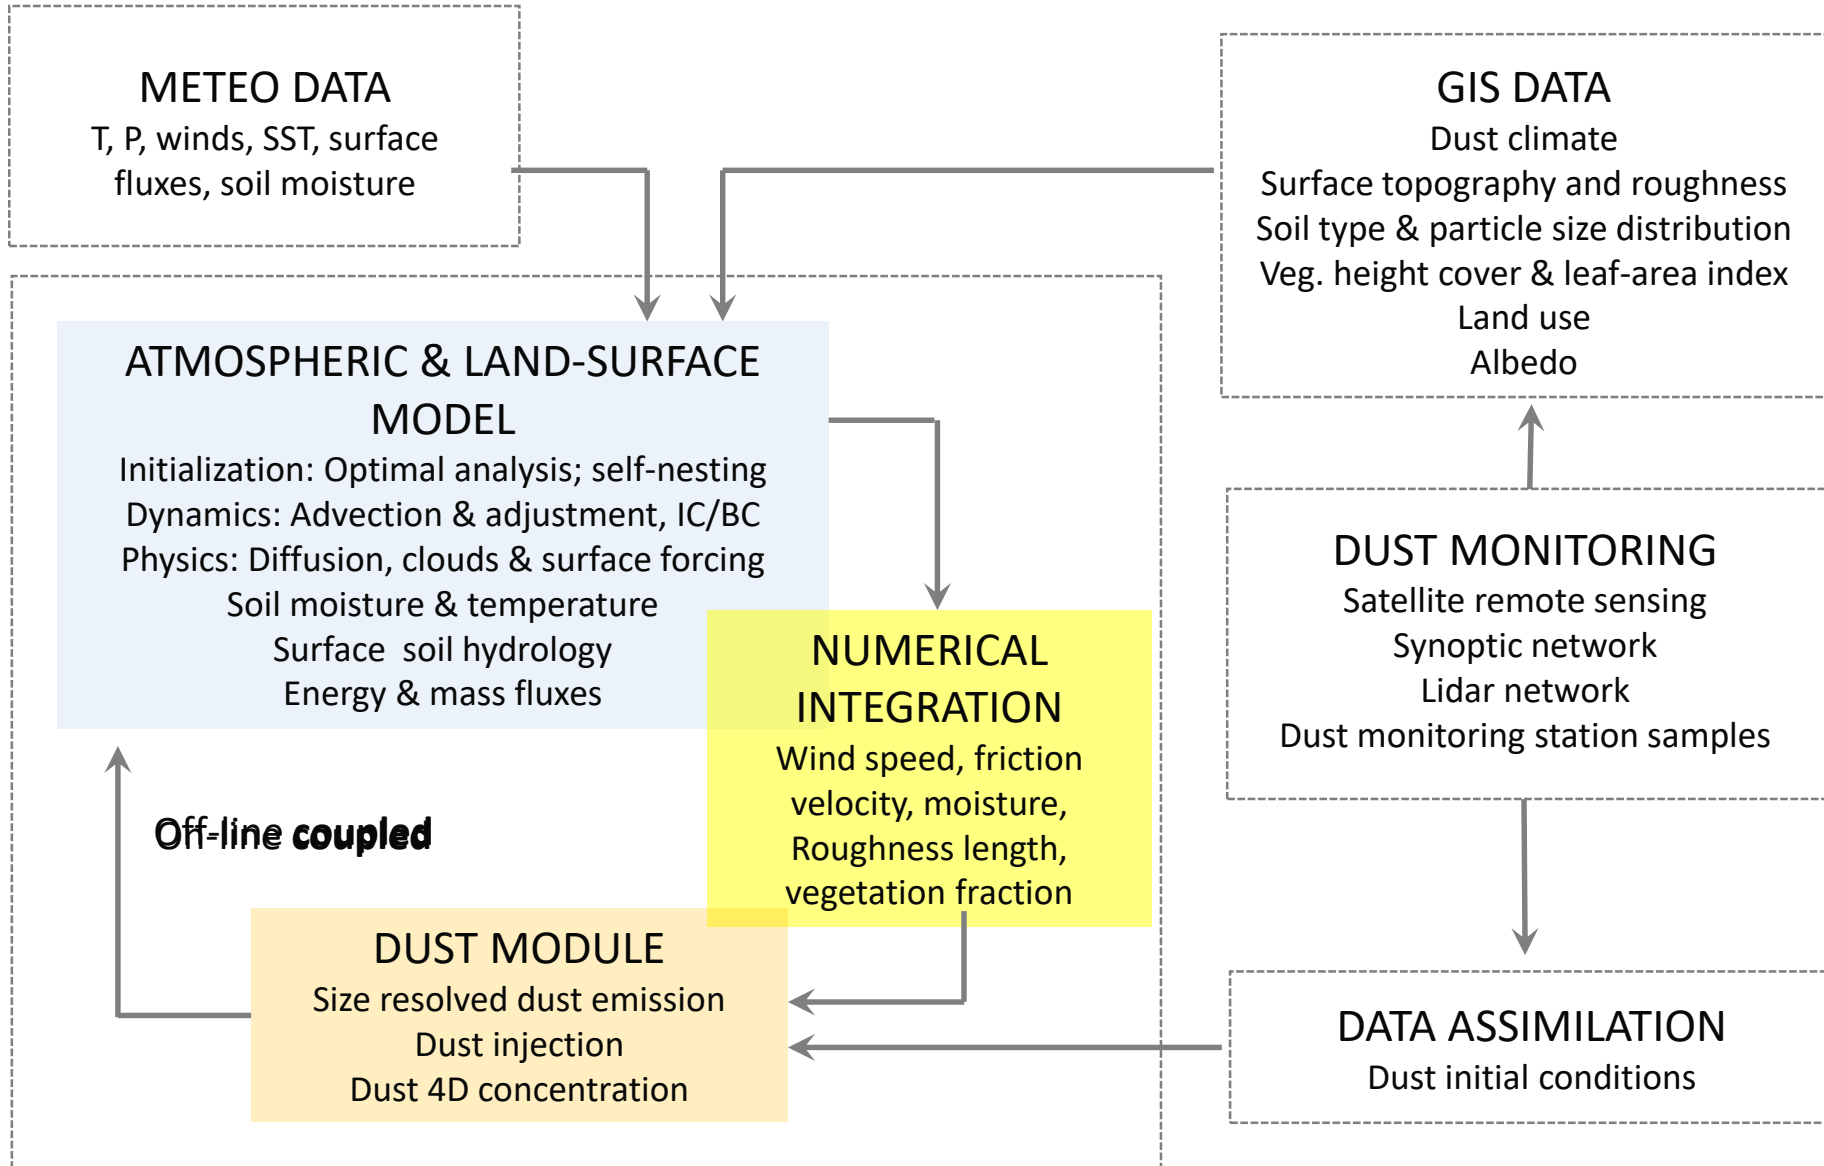 METEO DATA
T, P, winds, SST, surface
fluxes, soil moisture
GIS DATA
Dust climate
Surface topography and roughness
Soil type & particle size distribution
Veg. height cover & leaf-area index
Land use
Albedo
ATMOSPHERIC & LAND-SURFACE
MODEL
Initialization: Optimal analysis; self-nesting
Dynamics: Advection & adjustment, IC/BC
Physics: Diffusion, clouds & surface forcing
Soil moisture & temperature
Surface soil hydrology
Energy & mass fluxes
NUMERICAL
INTEGRATION
Wind speed, friction
velocity, moisture,
Roughness length,
vegetation fraction
DUST MONITORING
Satellite remote sensing
Synoptic network
Lidar network
Dust monitoring station samples
Off-line coupled
DUST MODULE
Size resolved dust emission
Dust injection
Dust 4D concentration
DATA ASSIMILATION
Dust initial conditions